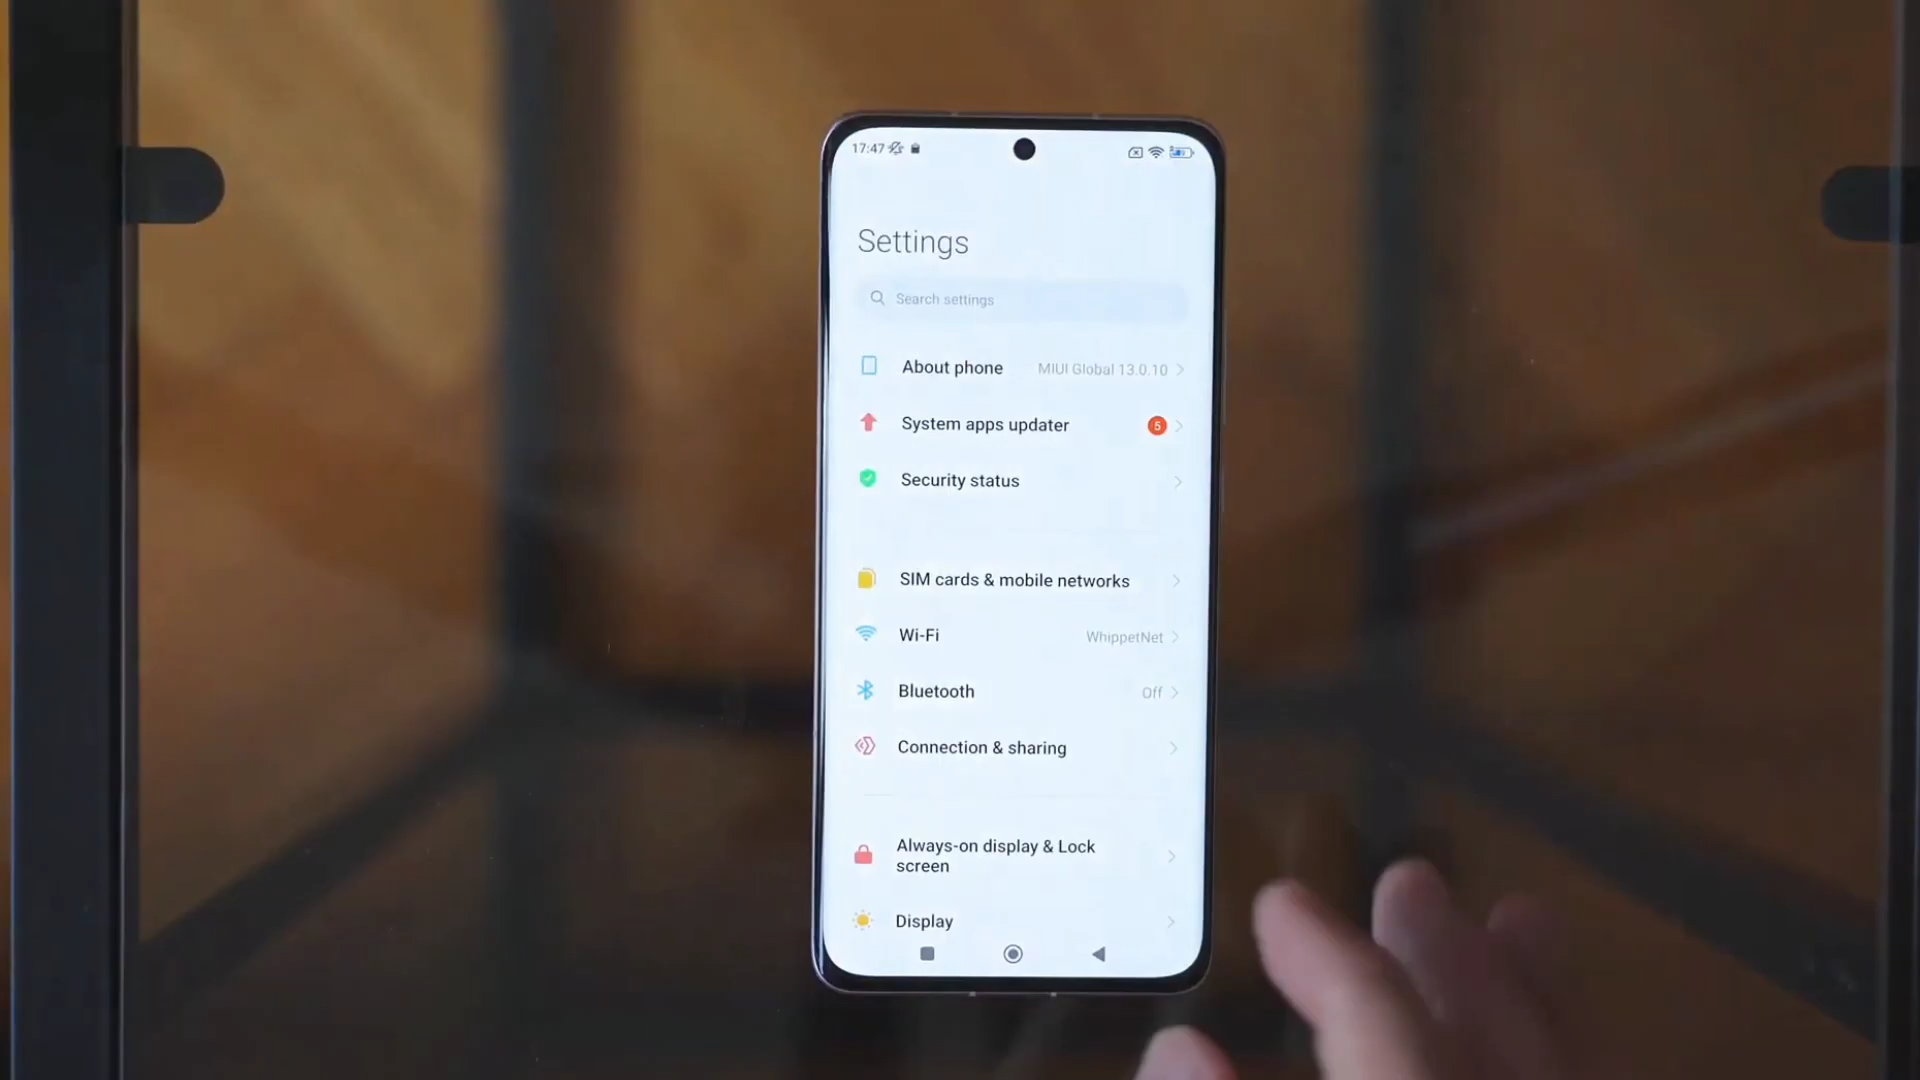 17:47
Settings
Search settings
About phone MIUI Global 13.0.10
System apps updater 5
Security status
SIM cards & mobile networks
Wi-Fi WhippetNet
Bluetooth Off
Connection & sharing
Always-on display & Lock
screen
Display